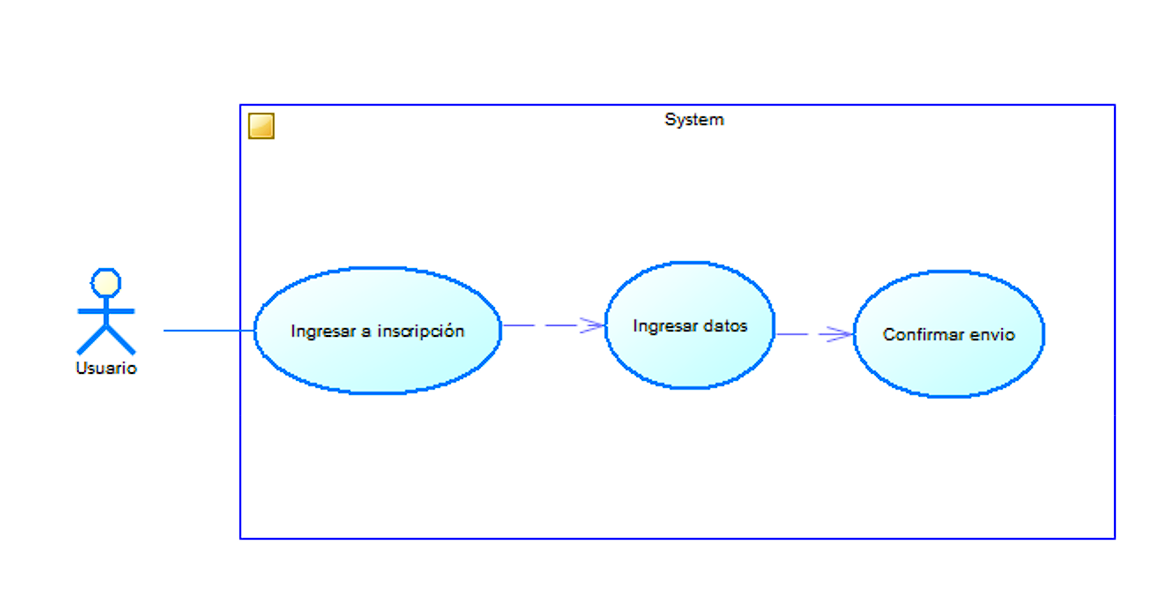 System
Usuario
Ingresar a inscripción
Ingresar datos
Confirmar envio